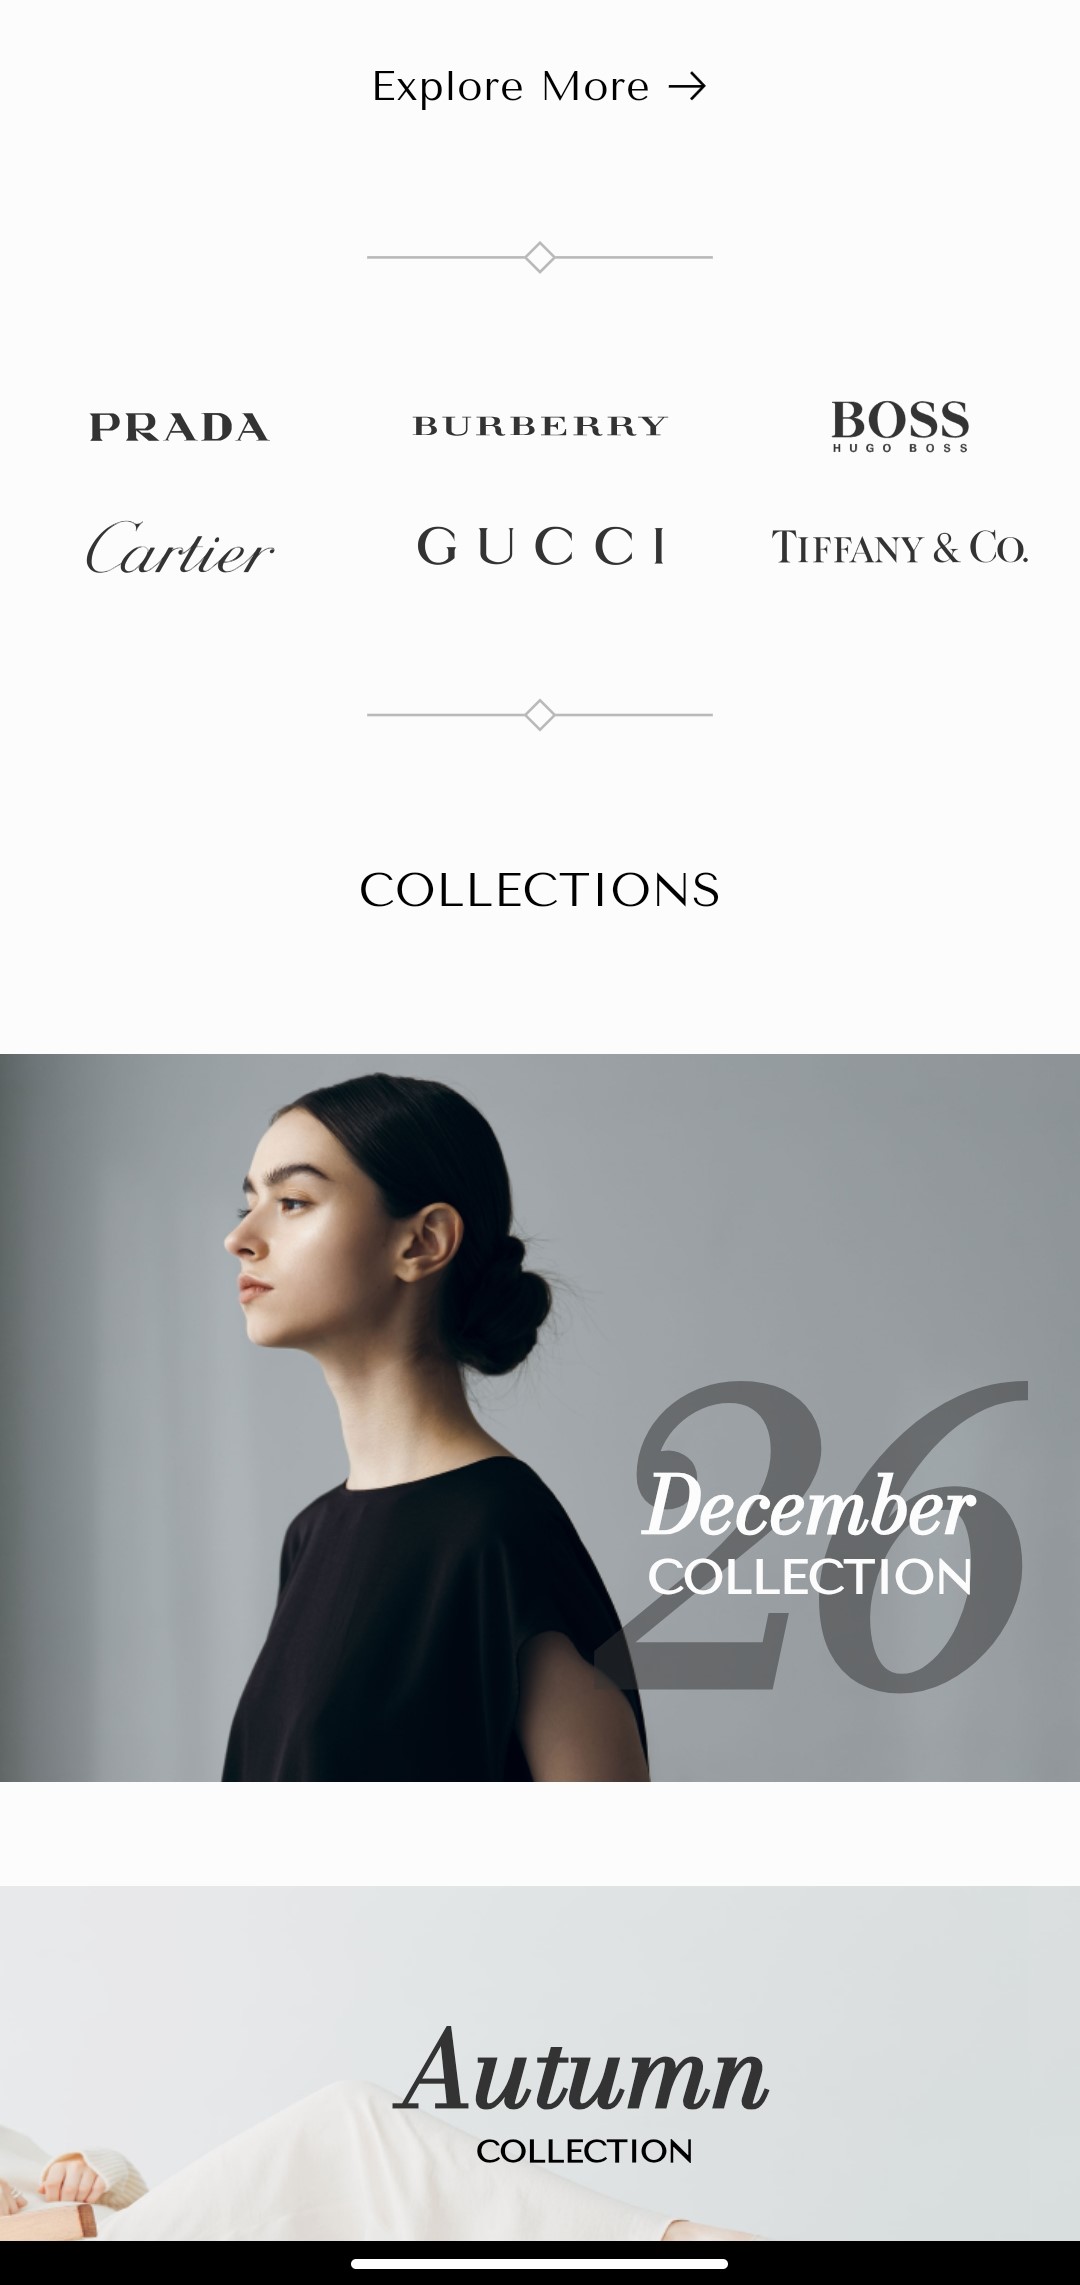 Explore More →
PRADA
BURBERRY
BOSS
HUGO BOSS
Cartier
GUCCI
TIFFANY & CO.
COLLECTIONS
26
December
COLLECTION
Autumn
COLLECTION